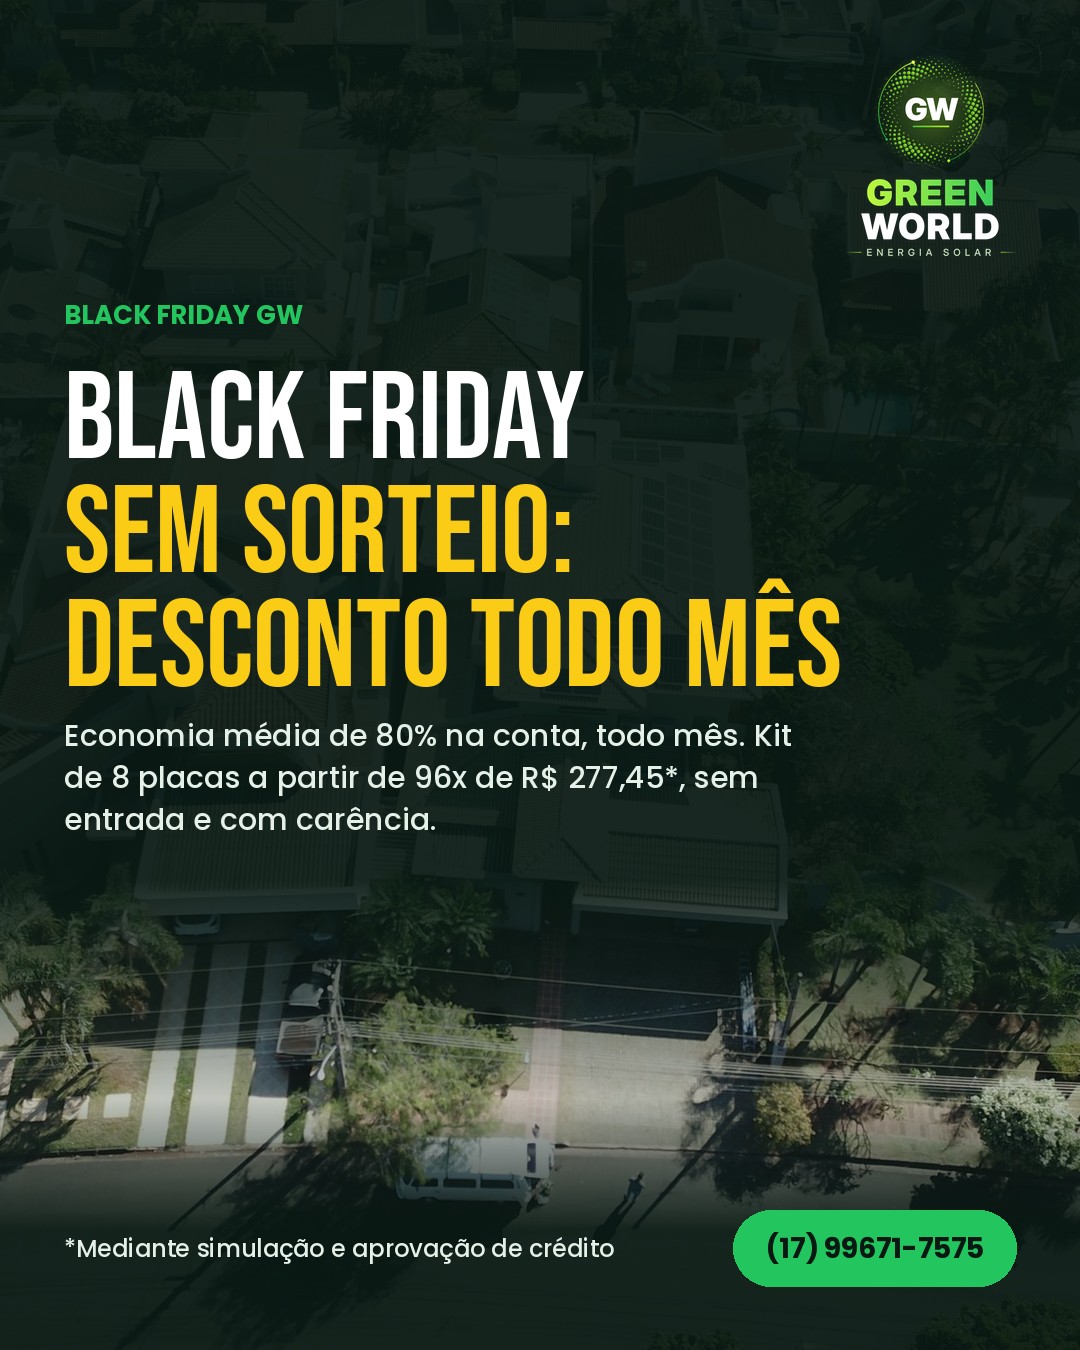 GW
GREEN
WORLD
ENERGIA SOLAR
BLACK FRIDAY GW
BLACK FRIDAY
SEM SORTEIO:
DESCONTO TODO MÊS
Economia média de 80% na conta, todo mês. Kit
de 8 placas a partir de 96x de R$ 277,45*, sem
entrada e com carência.
*Mediante simulação e aprovação de crédito
(17) 99671-7575